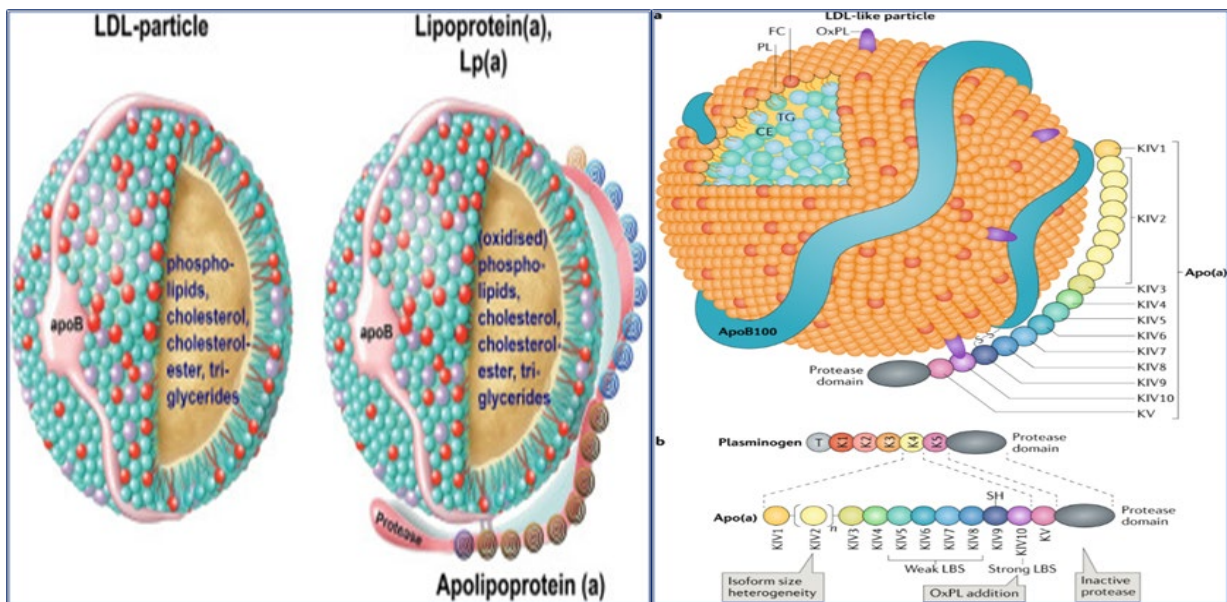 LDL-particle
apoB
phospho-
lipids,
cholesterol,
cholesterol-
ester, tri-
glycerides
Lipoprotein(a),
Lp(a)
apoB
(oxidised)
phospho-
lipids,
cholesterol,
cholesterol-
ester, tri-
glycerides
Protease
Apolipoprotein (a)
a
LDL-like particle
FC
OxPL
PL
TG
CE
ApoB100
S
S
KIV1
KIV2
KIV3
KIV4
KIV5
KIV6
KIV7
KIV8
KIV9
KIV10
KV
Apo(a)
Protease
domain
b
Plasminogen
T
K1
K2
K3
K4
K5
Protease
domain
SH
Apo(a)
n
Protease
domain
KIV1
KIV2
KIV3
KIV4
KIV5
KIV6
KIV7
KIV8
KIV9
KIV10
KV
Weak LBS
Strong LBS
Isoform size
heterogeneity
OxPL addition
Inactive
protease